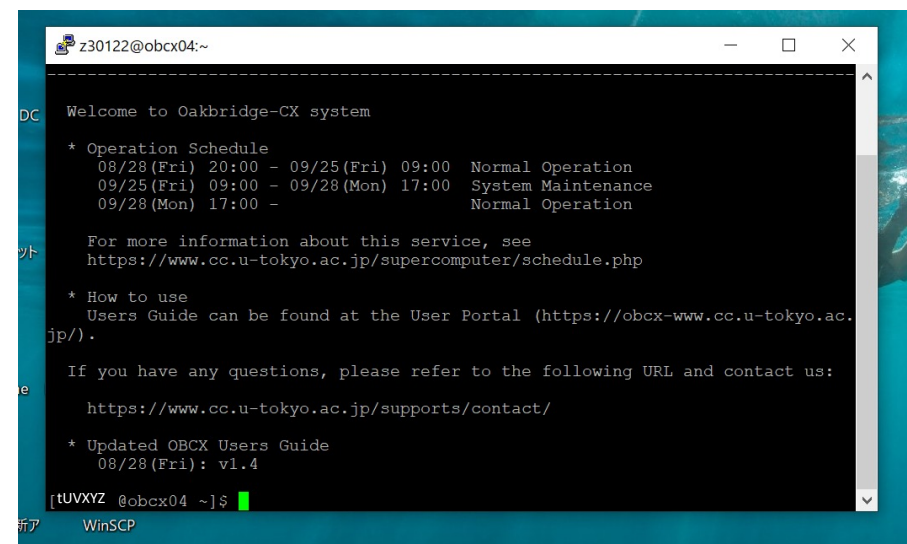 z30122@obcx04:~
--------------------------------------------------------------------------------
Welcome to Oakbridge-CX system
* Operation Schedule
08/28(Fri) 20:00 - 09/25(Fri) 09:00 Normal Operation
09/25(Fri) 09:00 - 09/28(Mon) 17:00 System Maintenance
09/28(Mon) 17:00 - Normal Operation
For more information about this service, see
https://www.cc.u-tokyo.ac.jp/supercomputer/schedule.php
* How to use
Users Guide can be found at the User Portal (https://obcx-www.cc.u-tokyo.ac.
jp/).
If you have any questions, please refer to the following URL and contact us:
https://www.cc.u-tokyo.ac.jp/supports/contact/
* Updated OBCX Users Guide
08/28(Fri): v1.4
[tUVXYZ @obcx04 ~]$
DC
ット
ne
新ア
WinSCP